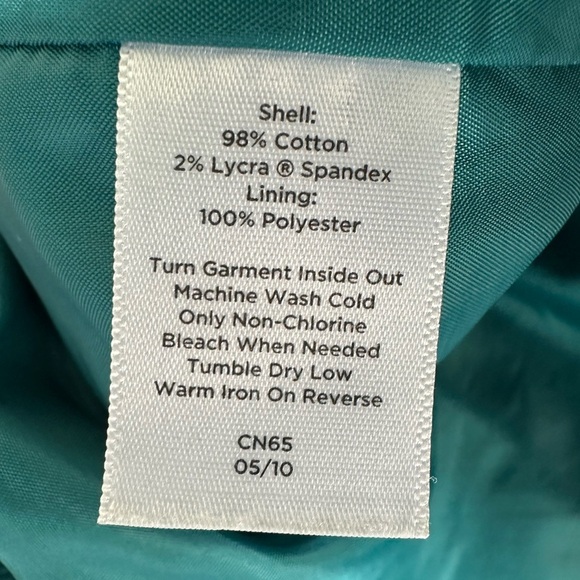 Shell:
98% Cotton
2% Lycra ® Spandex
Lining:
100% Polyester
Turn Garment Inside Out
Machine Wash Cold
Only Non-Chlorine
Bleach When Needed
Tumble Dry Low
Warm Iron On Reverse
CN65
05/10